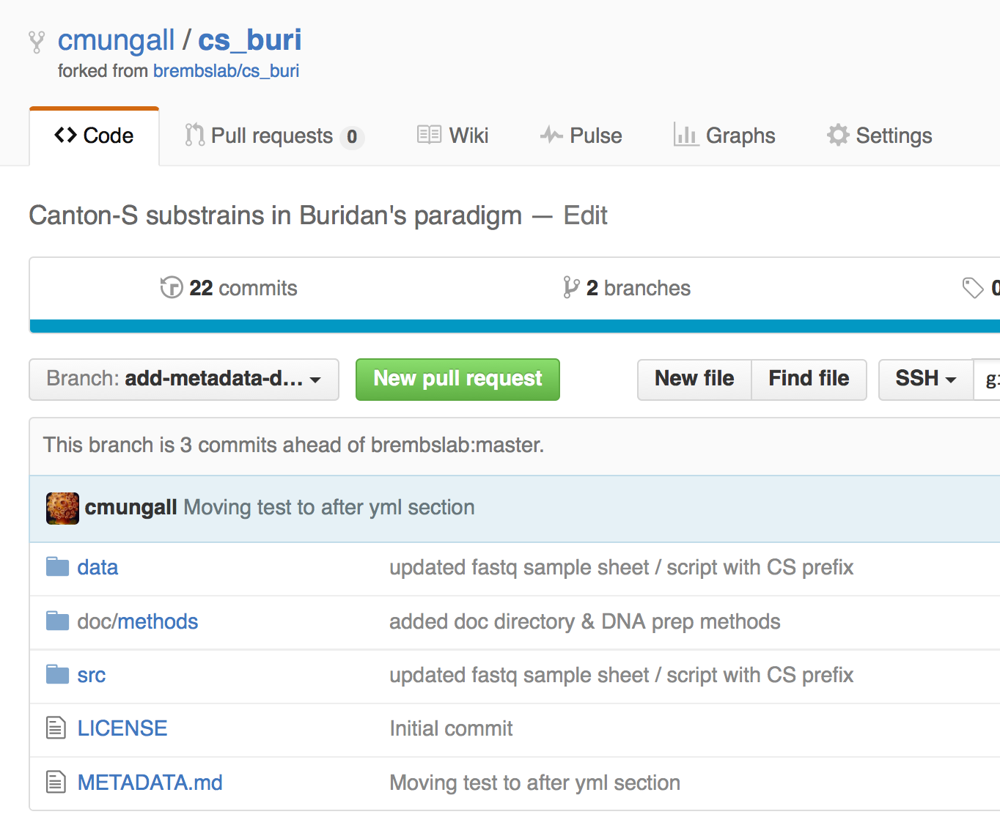 cmungall / cs_buri
forked from brembslab/cs_buri
Code Pull requests 0 Wiki Pulse Graphs Settings
Canton-S substrains in Buridan's paradigm — Edit
22 commits 2 branches 0
Branch: add-metadata-d... New pull request New file Find file SSH
This branch is 3 commits ahead of brembslab:master.
cmungall Moving test to after yml section
data updated fastq sample sheet / script with CS prefix
doc/methods added doc directory & DNA prep methods
src updated fastq sample sheet / script with CS prefix
LICENSE Initial commit
METADATA.md Moving test to after yml section